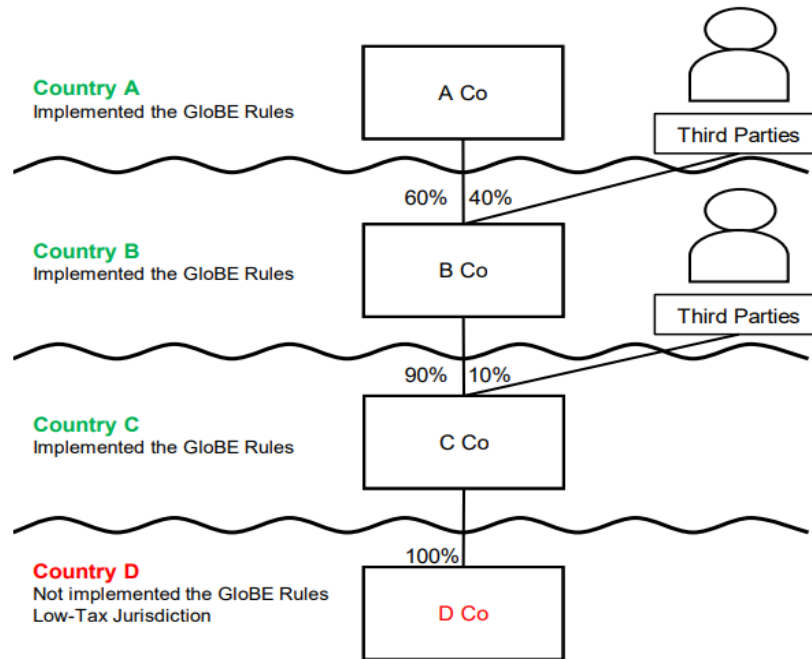 Country A
Implemented the GloBE Rules
A Co
Third Parties
60% 40%
Country B
Implemented the GloBE Rules
B Co
Third Parties
90% 10%
Country C
Implemented the GloBE Rules
C Co
100%
Country D
Not implemented the GloBE Rules
Low-Tax Jurisdiction
D Co